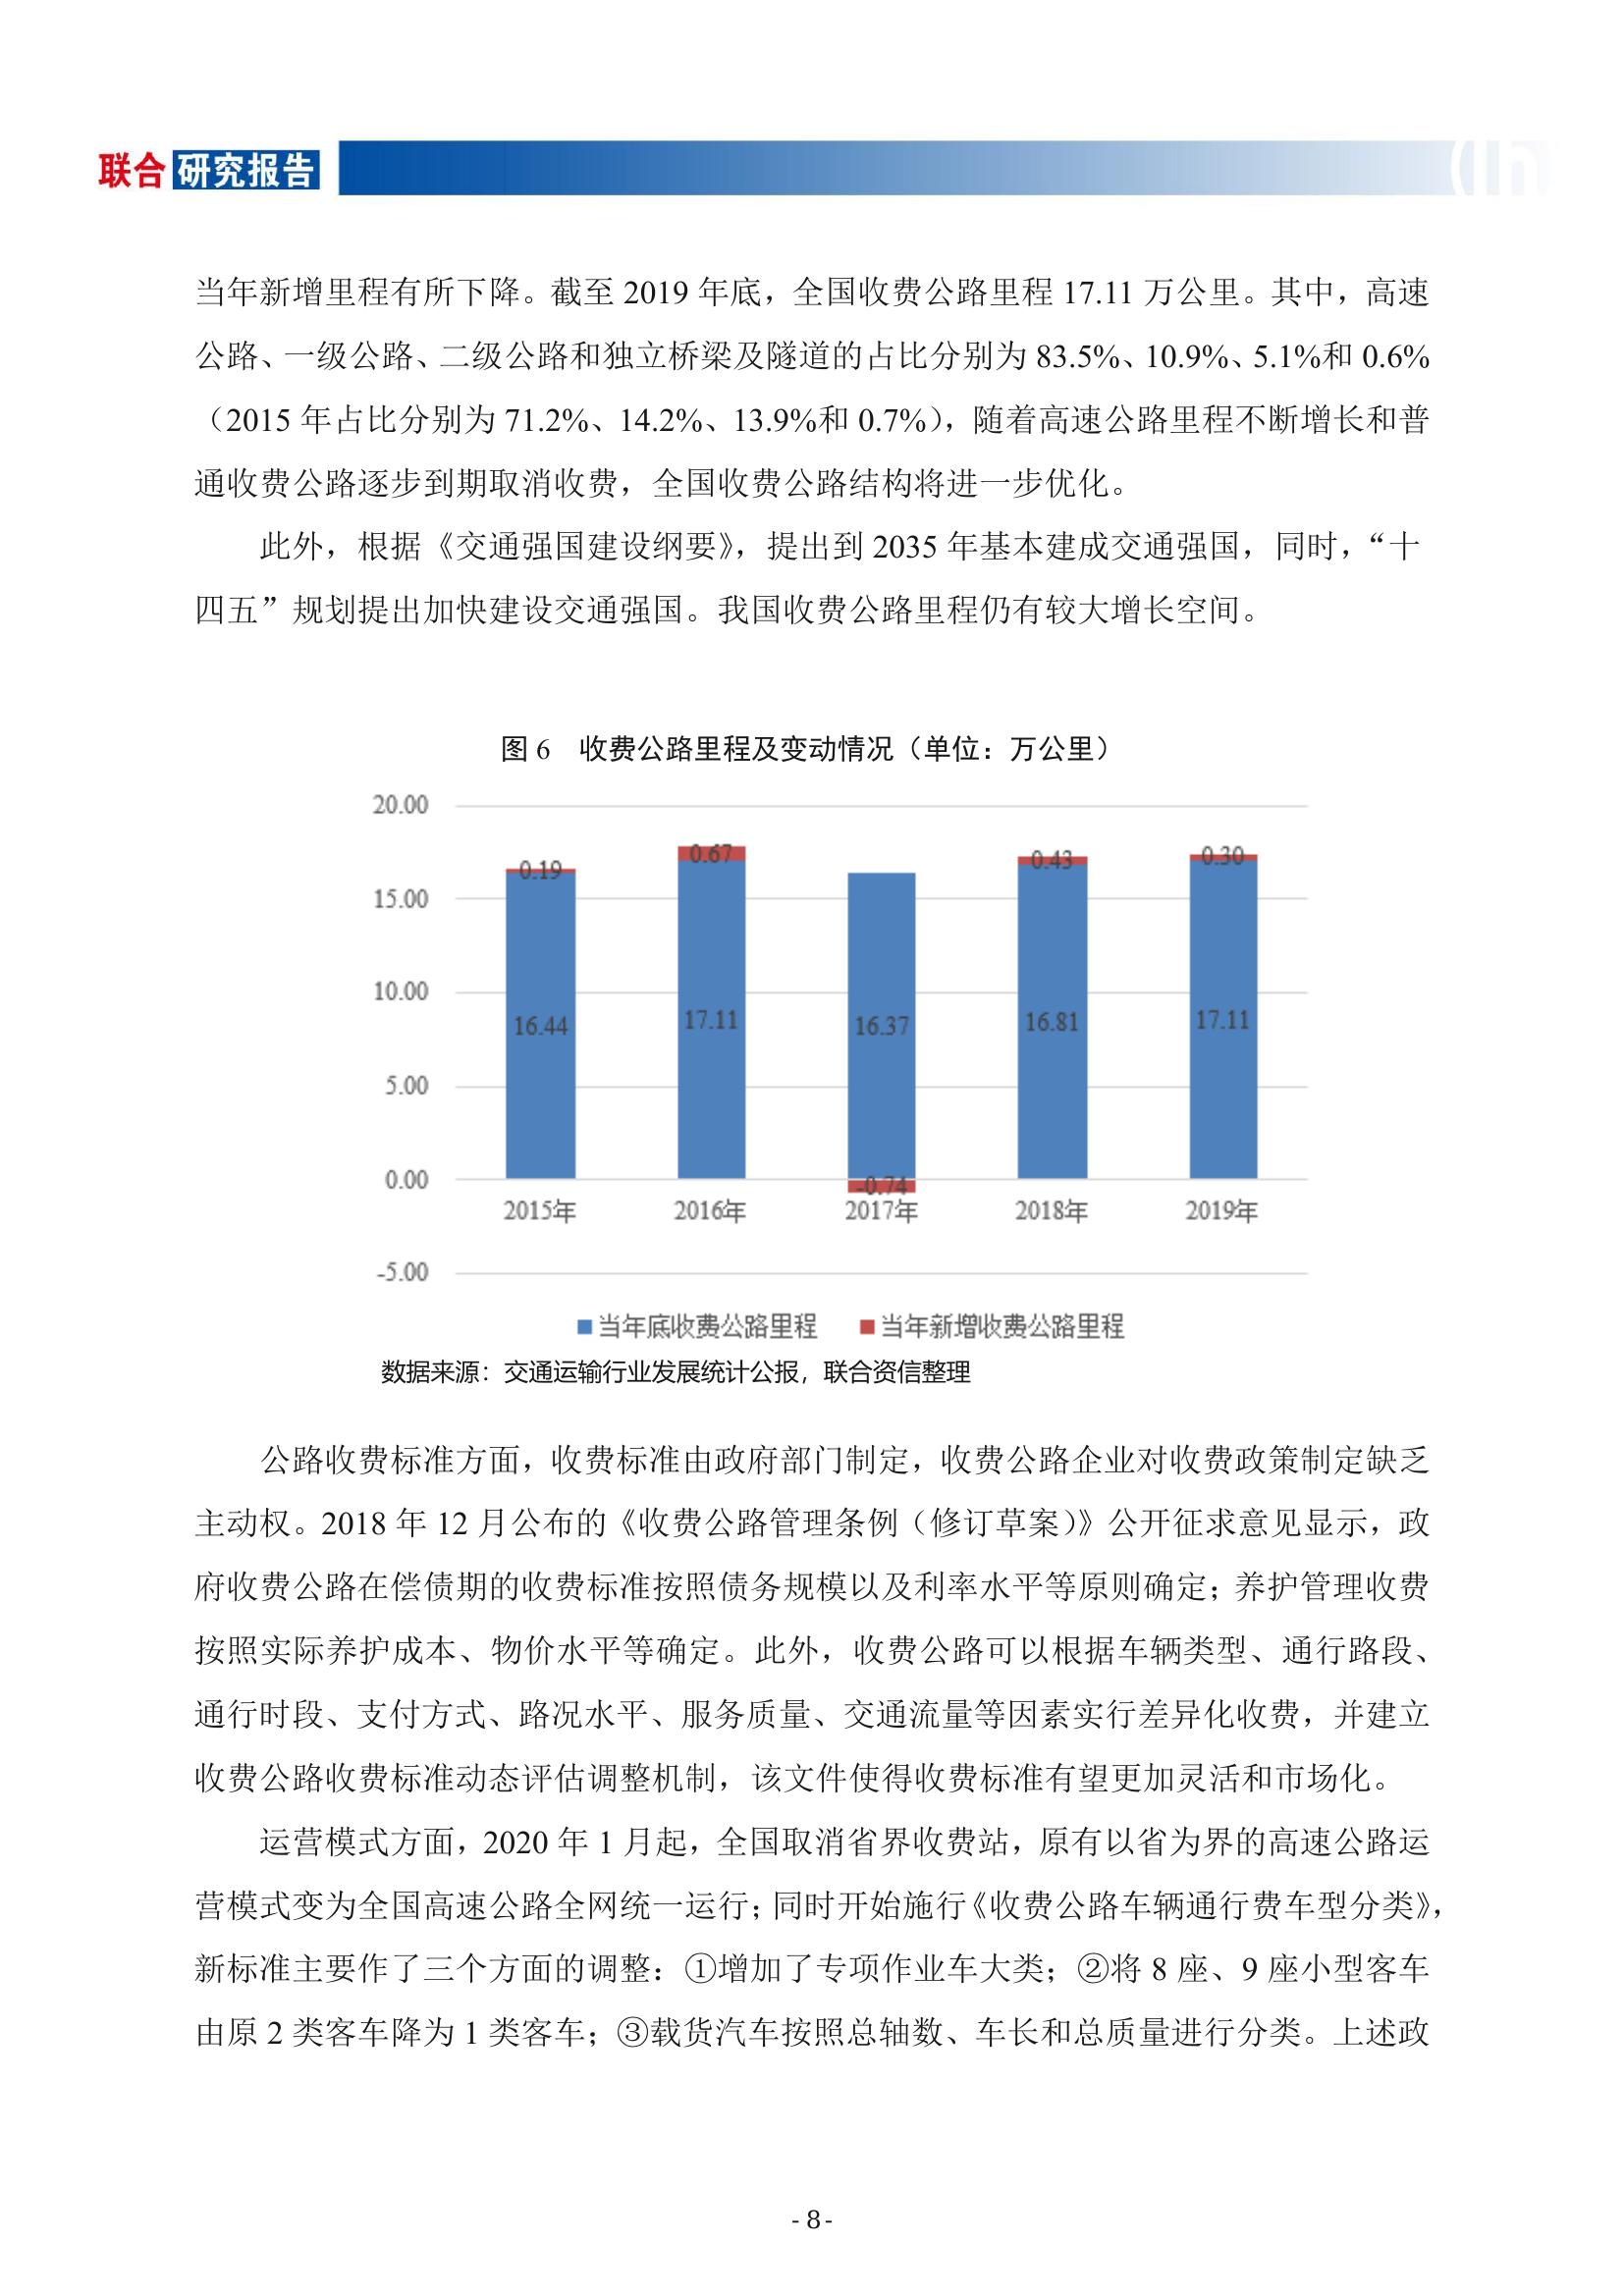 联合 研究报告
当年新增里程有所下降。截至 2019 年底，全国收费公路里程 17.11 万公里。其中，高速
公路、一级公路、二级公路和独立桥梁及隧道的占比分别为 83.5%、10.9%、5.1%和 0.6%
（2015 年占比分别为 71.2%、14.2%、13.9%和 0.7%），随着高速公路里程不断增长和普
通收费公路逐步到期取消收费，全国收费公路结构将进一步优化。
此外，根据《交通强国建设纲要》，提出到 2035 年基本建成交通强国，同时，“十
四五”规划提出加快建设交通强国。我国收费公路里程仍有较大增长空间。
图 6 收费公路里程及变动情况（单位：万公里）
20.00
0.19 0.67 0.43 0.30
15.00
10.00
16.44 17.11 16.37 16.81 17.11
5.00
0.00
-0.74
2015年 2016年 2017年 2018年 2019年
-5.00
当年底收费公路里程 当年新增收费公路里程
数据来源：交通运输行业发展统计公报，联合资信整理
公路收费标准方面，收费标准由政府部门制定，收费公路企业对收费政策制定缺乏
主动权。2018 年 12 月公布的《收费公路管理条例（修订草案）》公开征求意见显示，政
府收费公路在偿债期的收费标准按照债务规模以及利率水平等原则确定；养护管理收费
按照实际养护成本、物价水平等确定。此外，收费公路可以根据车辆类型、通行路段、
通行时段、支付方式、路况水平、服务质量、交通流量等因素实行差异化收费，并建立
收费公路收费标准动态评估调整机制，该文件使得收费标准有望更加灵活和市场化。
运营模式方面，2020 年 1 月起，全国取消省界收费站，原有以省为界的高速公路运
营模式变为全国高速公路全网统一运行；同时开始施行《收费公路车辆通行费车型分类》，
新标准主要作了三个方面的调整：①增加了专项作业车大类；②将 8 座、9 座小型客车
由原 2 类客车降为 1 类客车；③载货汽车按照总轴数、车长和总质量进行分类。上述政
- 8 -